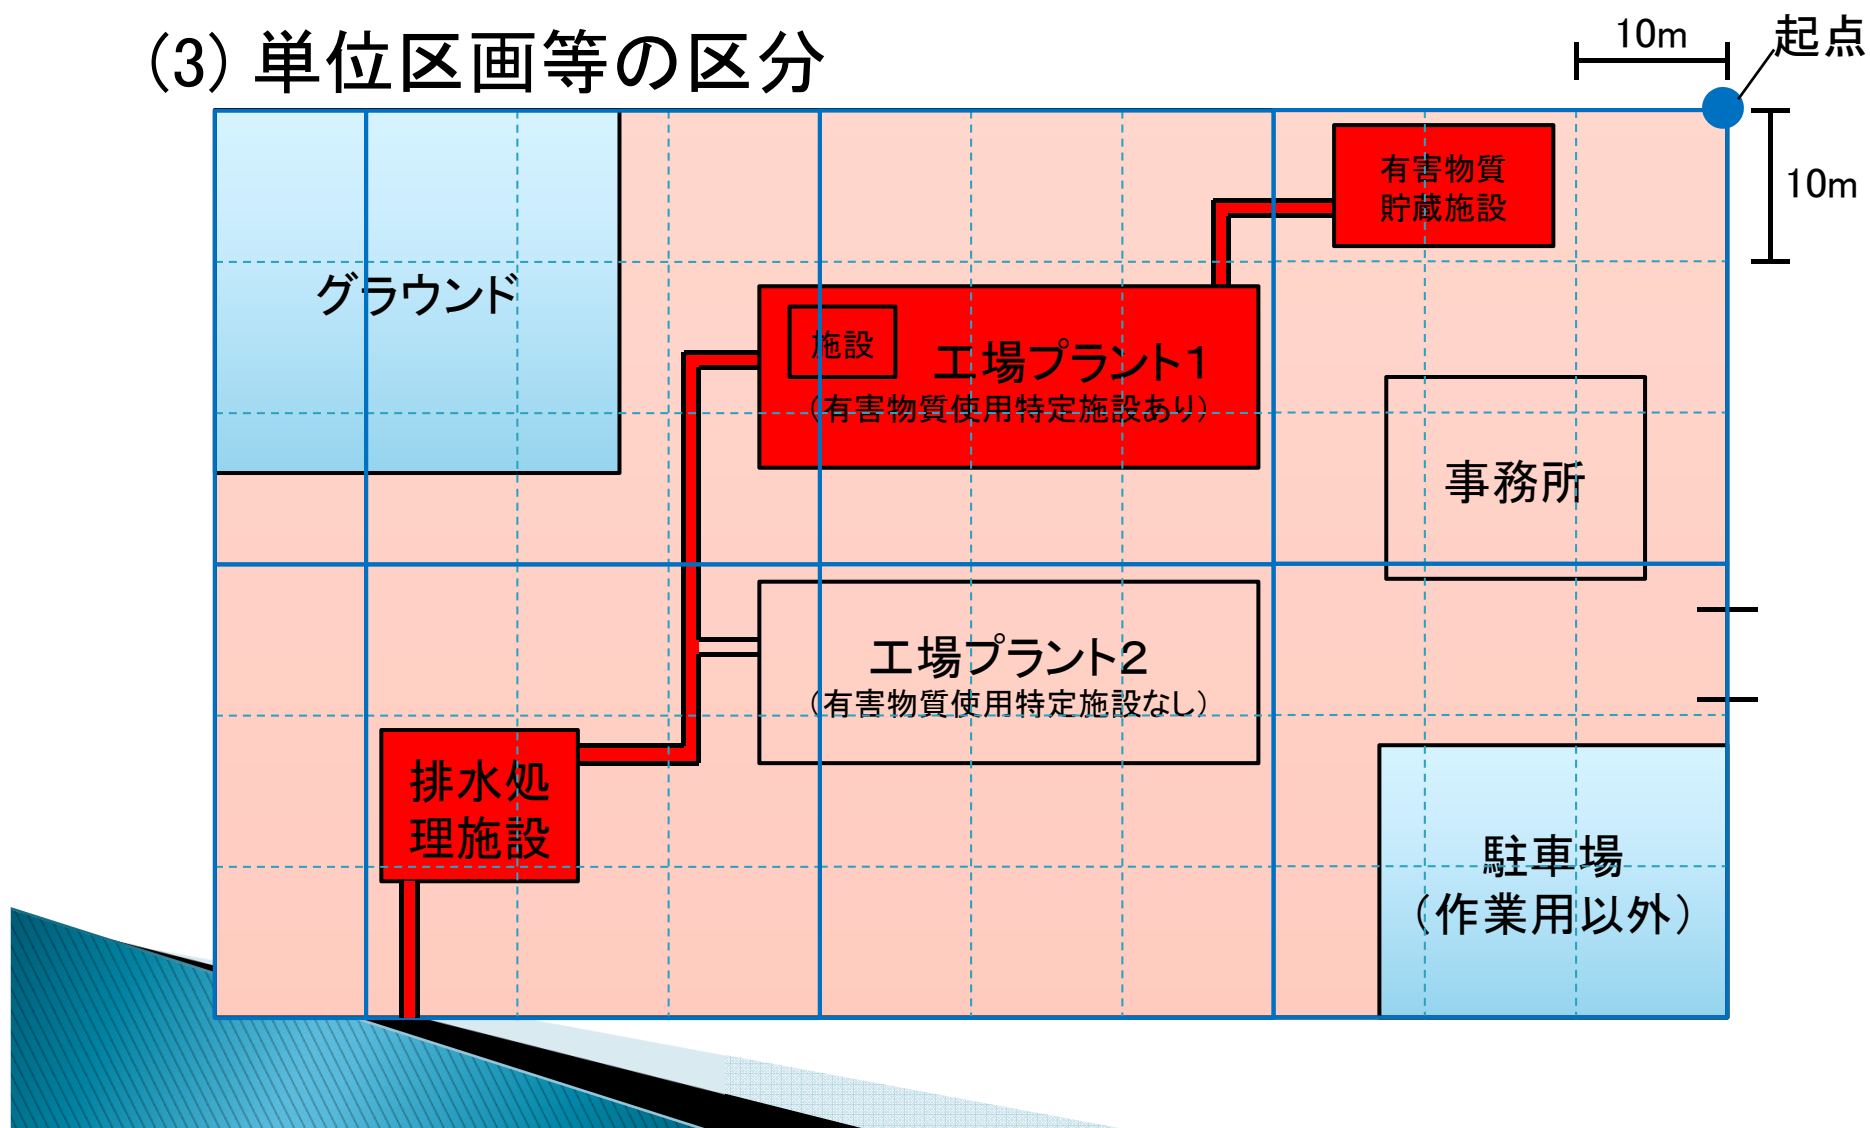 (3) 単位区画等の区分
10m
起点
10m
有害物質
貯蔵施設
グラウンド
施設
工場プラント1
(有害物質使用特定施設あり)
事務所
工場プラント2
(有害物質使用特定施設なし)
排水処
理施設
駐車場
(作業用以外)